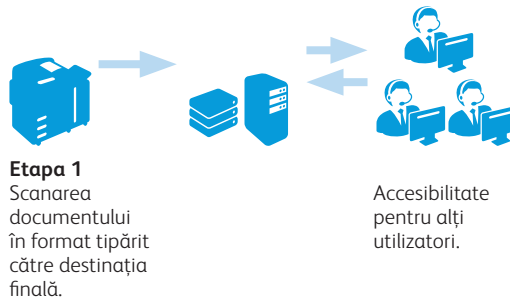 Etapa 1
Scanarea
documentului
în format tipărit
către destinația
finală.
Accesibilitate
pentru alți
utilizatori.